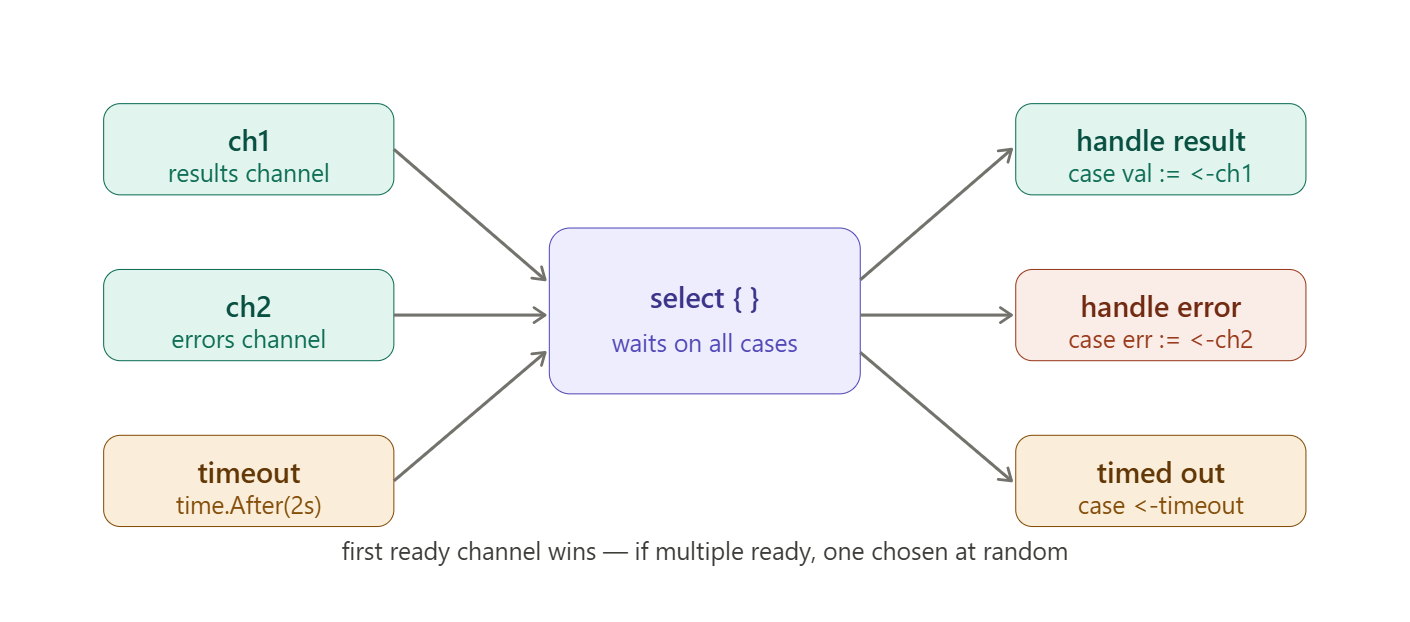 ch1
results channel
ch2
errors channel
timeout
time.After(2s)
select { }
waits on all cases
handle result
case val := <-ch1
handle error
case err := <-ch2
timed out
case <-timeout
first ready channel wins — if multiple ready, one chosen at random